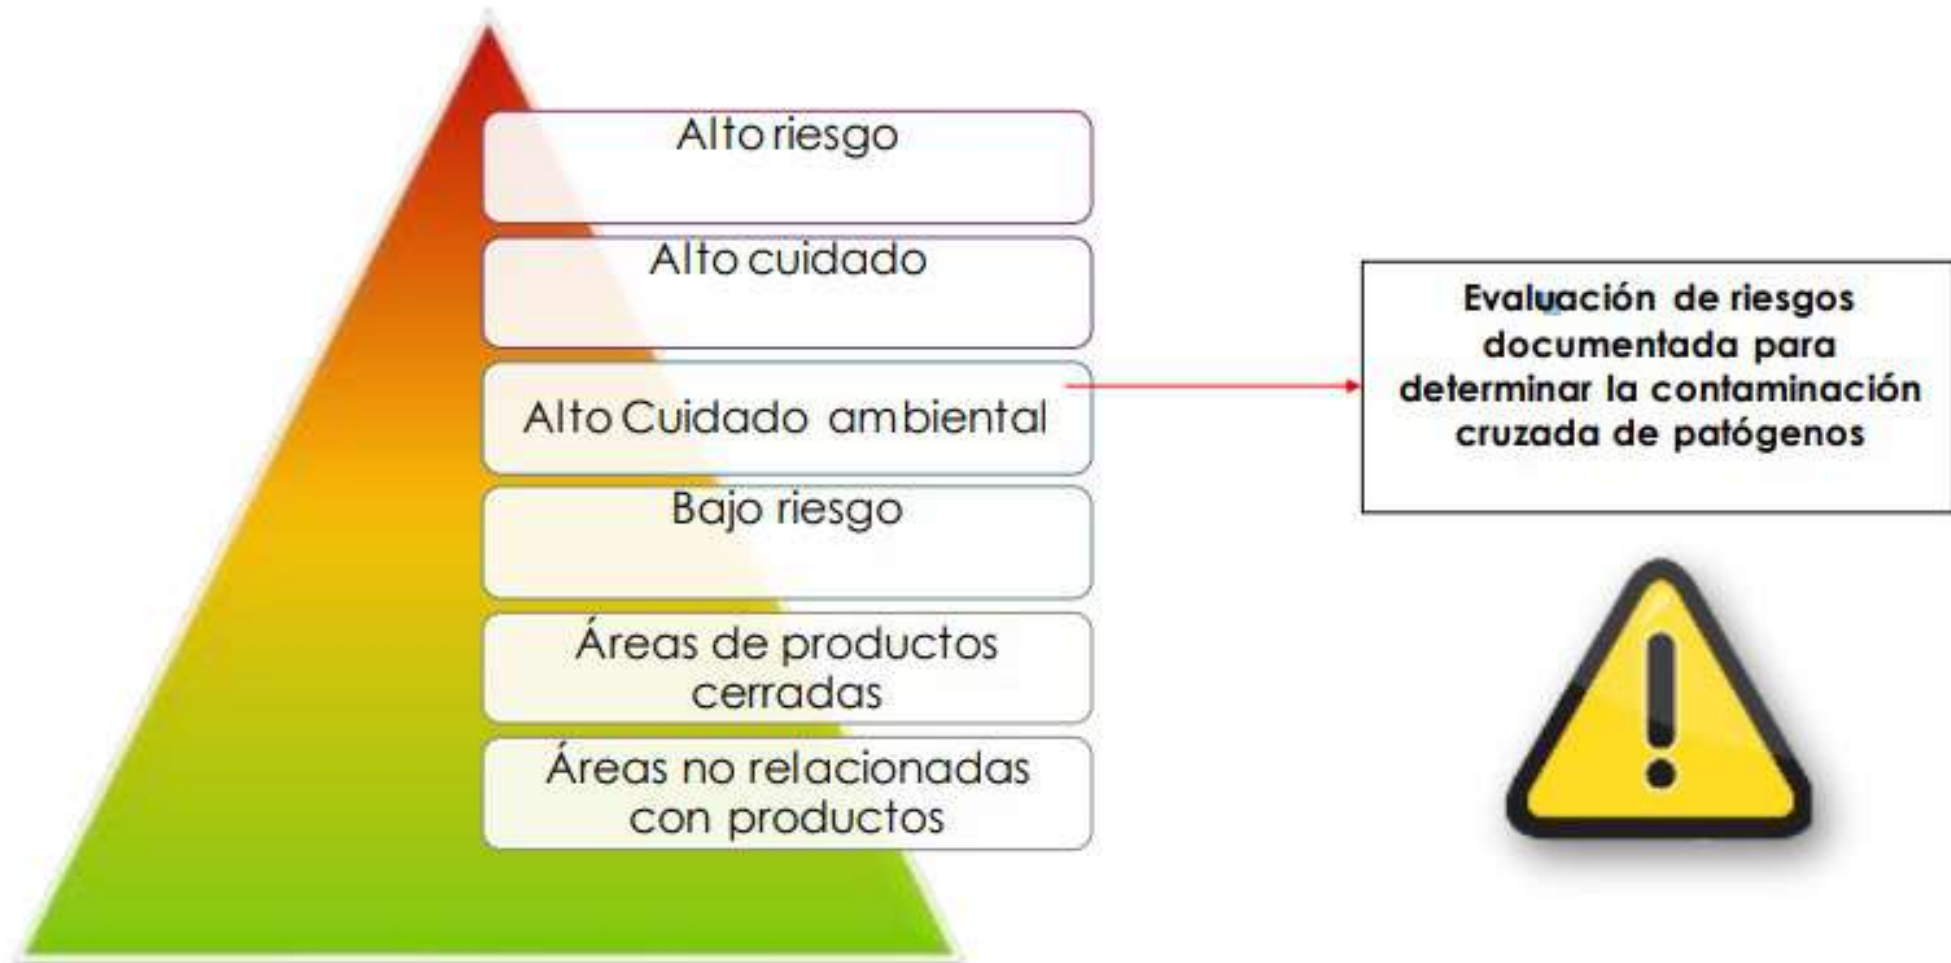 Alto riesgo
Alto cuidado
Alto Cuidado ambiental
Bajo riesgo
Áreas de productos
cerradas
Áreas no relacionadas
con productos
Evaluación de riesgos
documentada para
determinar la contaminación
cruzada de patógenos